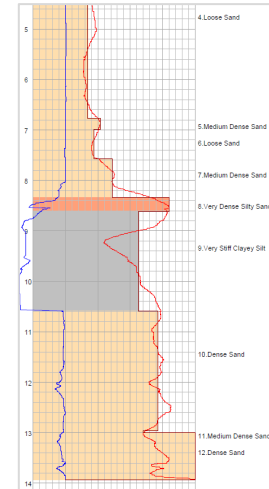 4.Loose Sand
5
6
5.Medium Dense Sand
7
6.Loose Sand
7.Medium Dense Sand
8
8.Very Dense Silty Sand
9
9.Very Stiff Clayey Silt
10
11
10.Dense Sand
12
11.Medium Dense Sand
13
12.Dense Sand
14